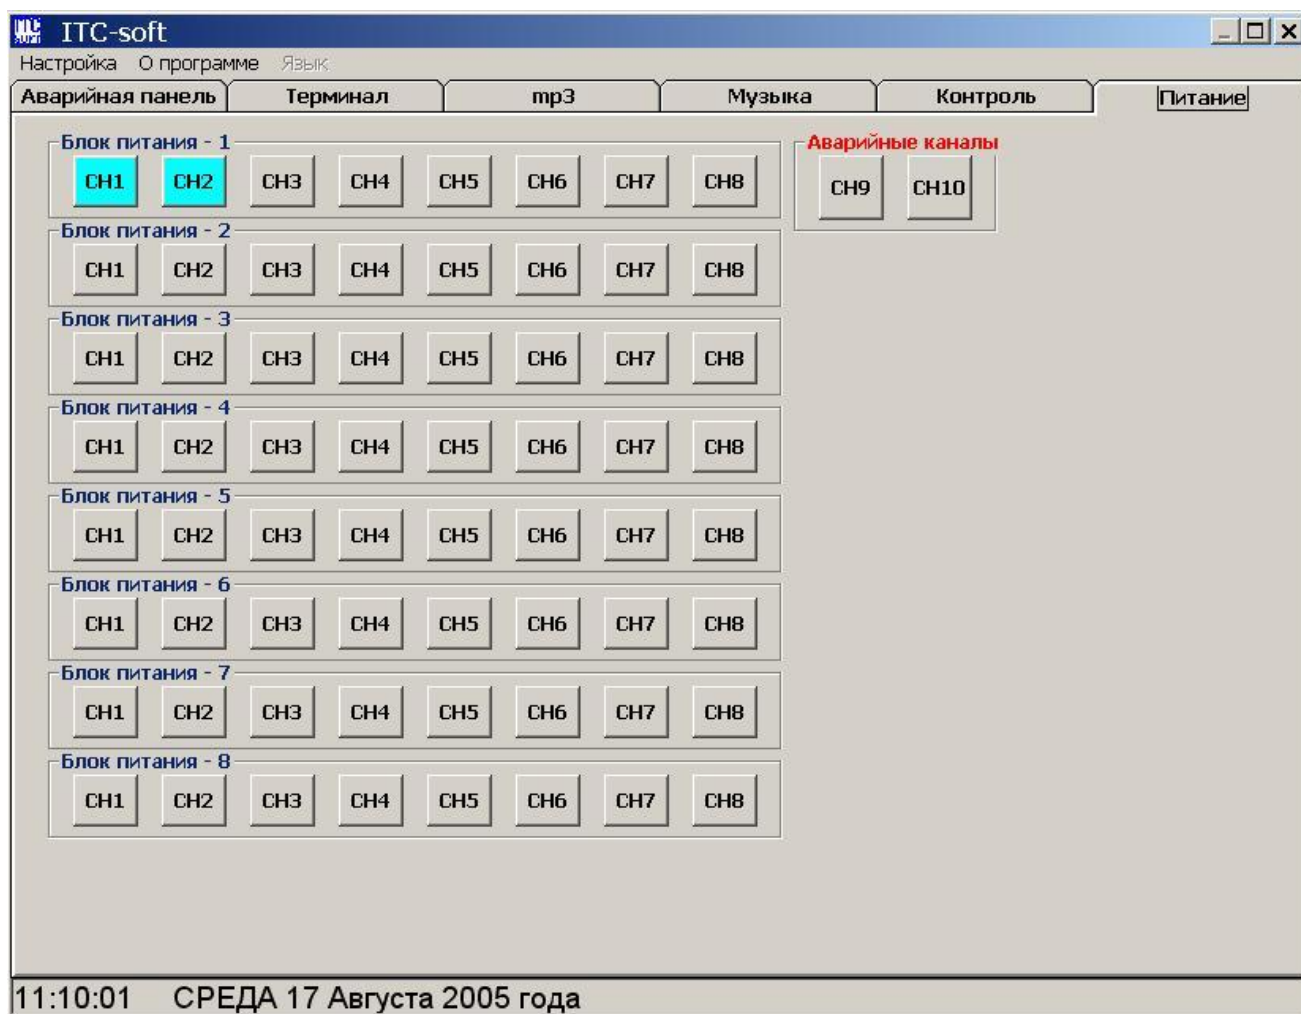 ITC SOFT ITC-soft
Настройка О программе Язык
Аварийная панель Терминал mp3 Музыка Контроль Питание
Блок питания - 1 Аварийные каналы
CH1 CH2 CH3 CH4 CH5 CH6 CH7 CH8 CH9 CH10
Блок питания - 2
CH1 CH2 CH3 CH4 CH5 CH6 CH7 CH8
Блок питания - 3
CH1 CH2 CH3 CH4 CH5 CH6 CH7 CH8
Блок питания - 4
CH1 CH2 CH3 CH4 CH5 CH6 CH7 CH8
Блок питания - 5
CH1 CH2 CH3 CH4 CH5 CH6 CH7 CH8
Блок питания - 6
CH1 CH2 CH3 CH4 CH5 CH6 CH7 CH8
Блок питания - 7
CH1 CH2 CH3 CH4 CH5 CH6 CH7 CH8
Блок питания - 8
CH1 CH2 CH3 CH4 CH5 CH6 CH7 CH8
11:10:01 СРЕДА 17 Августа 2005 года